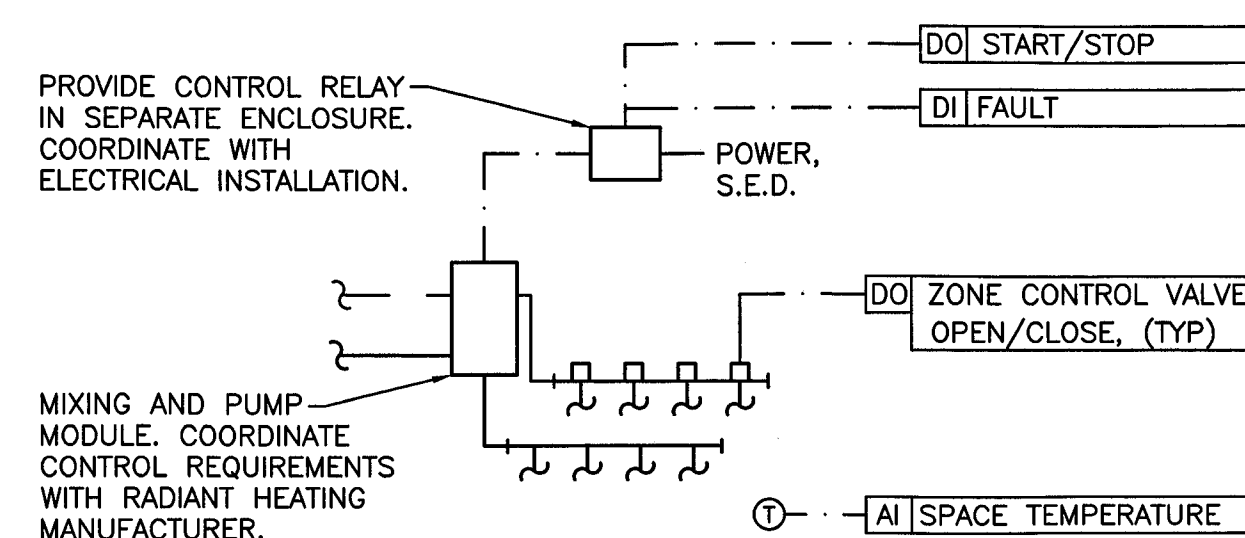 DO START/STOP
PROVIDE CONTROL RELAY
IN SEPARATE ENCLOSURE.
COORDINATE WITH
ELECTRICAL INSTALLATION.
DI FAULT
POWER,
S.E.D.
DO ZONE CONTROL VALVE
OPEN/CLOSE, (TYP)
MIXING AND PUMP
MODULE. COORDINATE
CONTROL REQUIREMENTS
WITH RADIANT HEATING
MANUFACTURER.
T AI SPACE TEMPERATURE